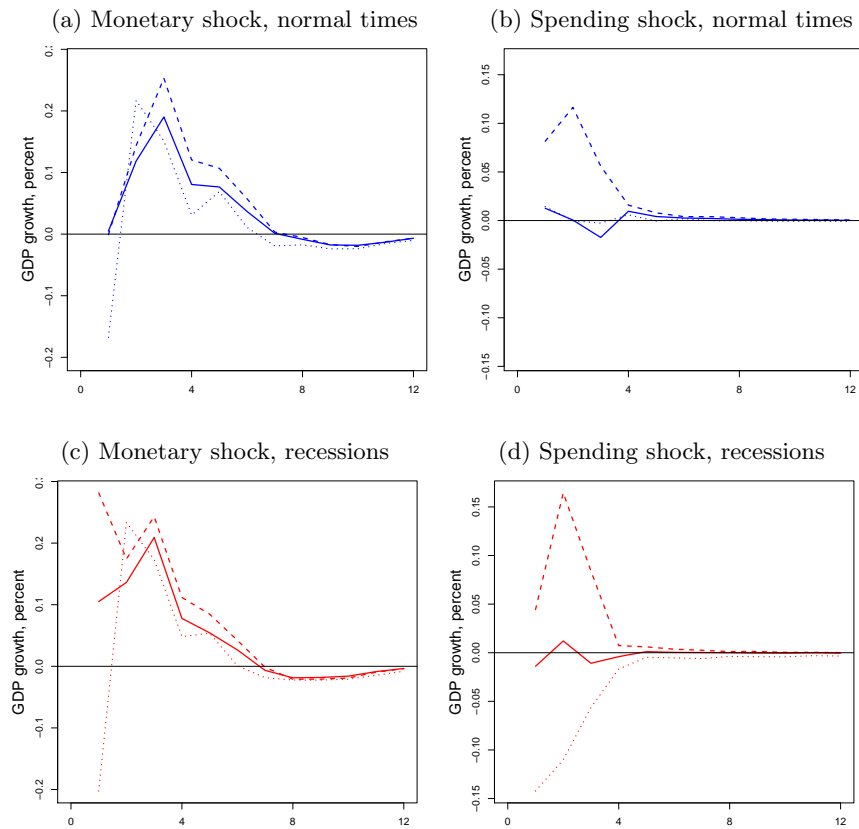 (a) Monetary shock, normal times
(b) Spending shock, normal times
GDP growth, percent
0.2
0.1
0.0
−0.1
−0.2
0 4 8 12
GDP growth, percent
0.15
0.10
0.05
0.00
−0.05
−0.10
−0.15
0 4 8 12
(c) Monetary shock, recessions
(d) Spending shock, recessions
GDP growth, percent
0.2
0.1
0.0
−0.1
−0.2
0 4 8 12
GDP growth, percent
0.15
0.10
0.05
0.00
−0.05
−0.10
−0.15
0 4 8 12